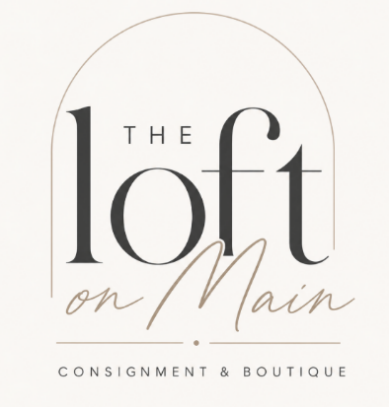 THE
loft
on Main
CONSIGNMENT & BOUTIQUE